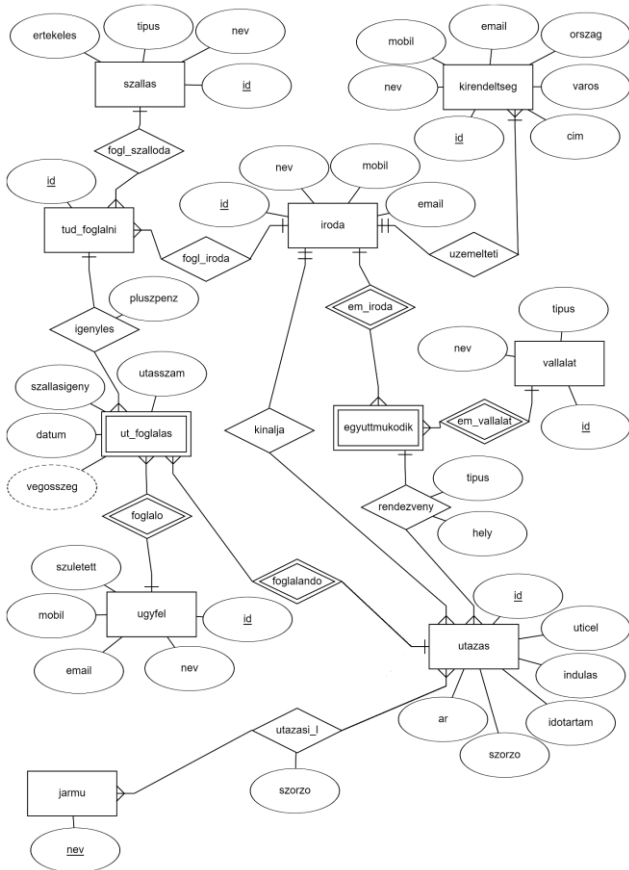 tipus
email
ertekeles
nev
mobil
orszag
szallas
kirendeltseg
nev
varos
id
id
cim
fogl_szalloda
nev
mobil
id
id
email
tud_foglalni
iroda
fogl_iroda
uzemelteti
pluszpenz
em_iroda
igenyles
tipus
nev
vallalat
utasszam
szallasigeny
datum
ut_foglalas
kinalja
egyuttmukodik
em_vallalat
id
vegosszeg
tipus
rendezveny
foglalo
hely
szuletett
foglalando
id
ugyfel
id
mobil
uticel
utazas
email
nev
indulas
ar
idotartam
utazasi_l
szorzo
jarmu
szorzo
nev